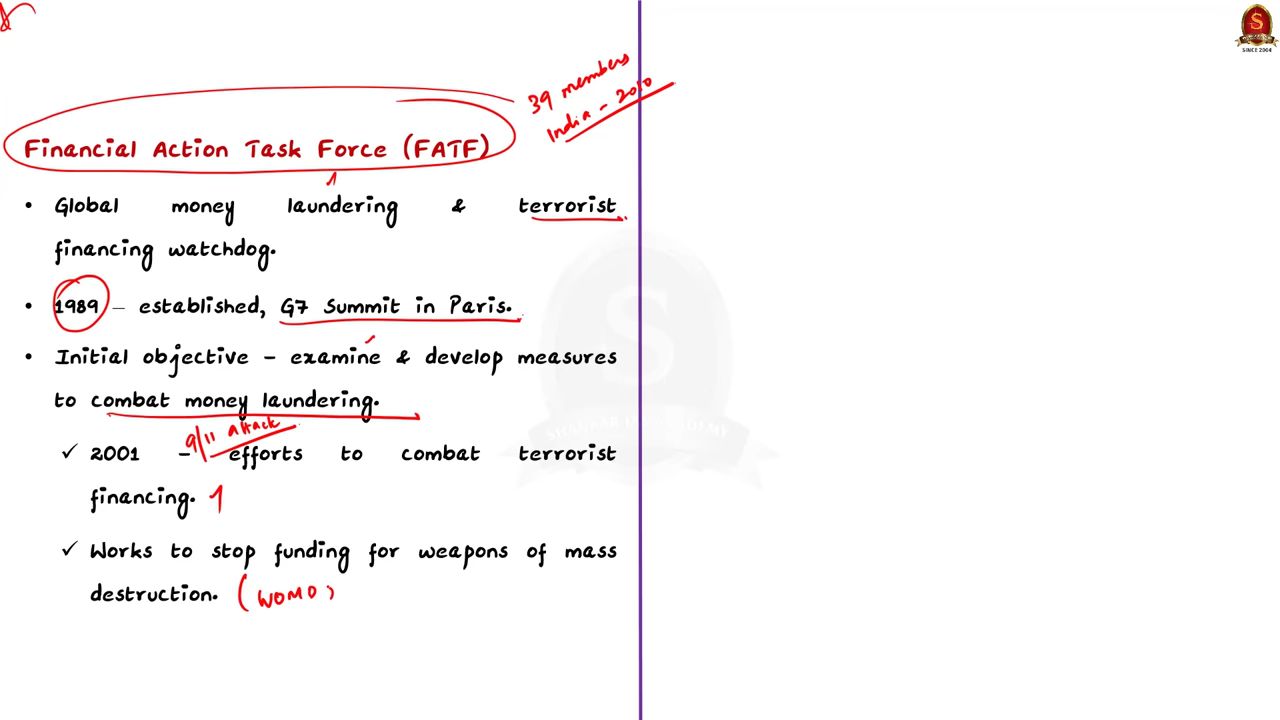 39 members
India - 2010
Financial Action Task Force (FATF)
• Global money laundering & terrorist
financing watchdog.
• 1989 – established, G7 Summit in Paris.
• Initial objective – examine & develop measures
to combat money laundering.
9/11 attack
✓ 2001 – efforts to combat terrorist
financing.
✓ Works to stop funding for weapons of mass
destruction. (WOMD)
S
SINCE 2004